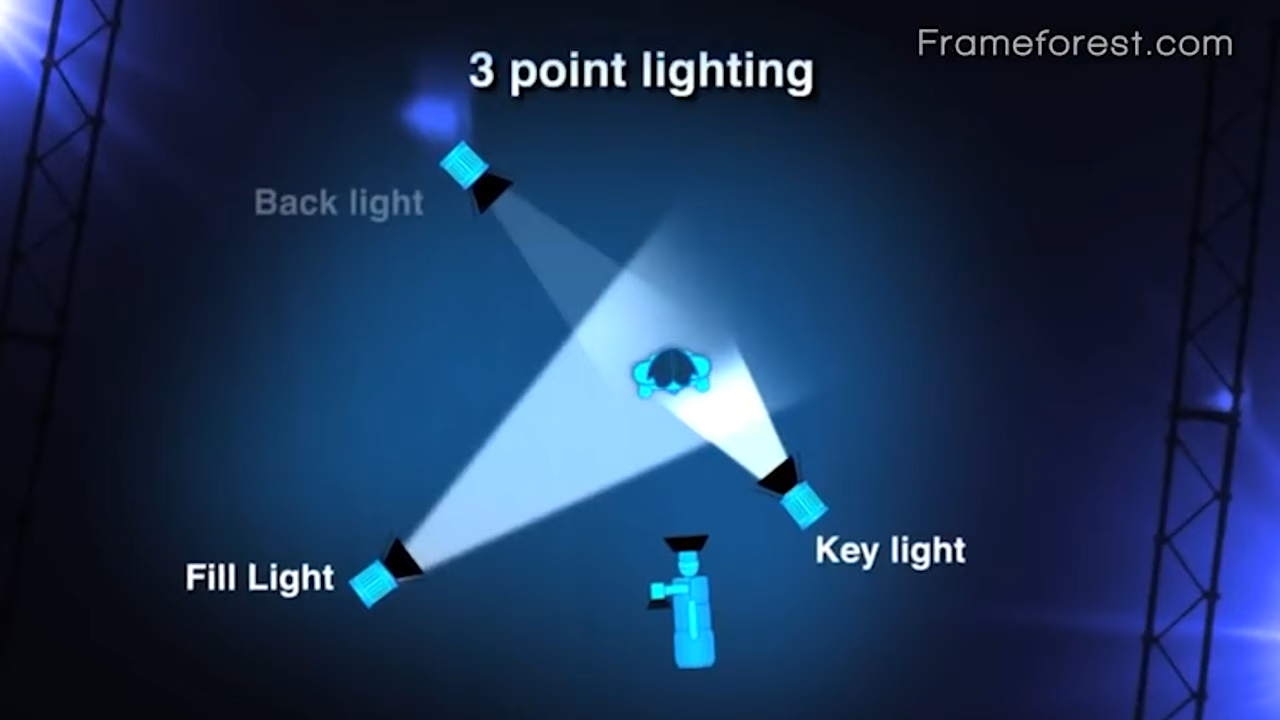 Frameforest.com
3 point lighting
Back light
Key light
Fill Light